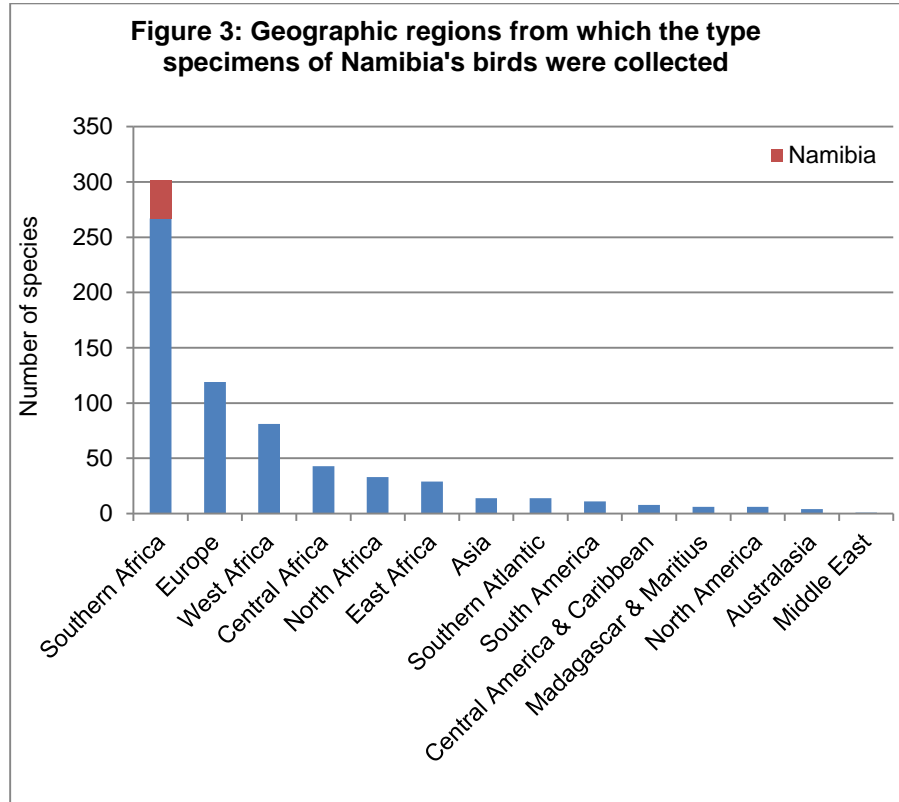 Figure 3: Geographic regions from which the type
specimens of Namibia's birds were collected
350
300
250
200
150
100
50
0
Number of species
Namibia
Southern Africa
Europe
West Africa
Central Africa
North Africa
East Africa
Asia
Southern Atlantic
South America
Central America & Caribbean
Madagascar & Maritius
North America
Australasia
Middle East